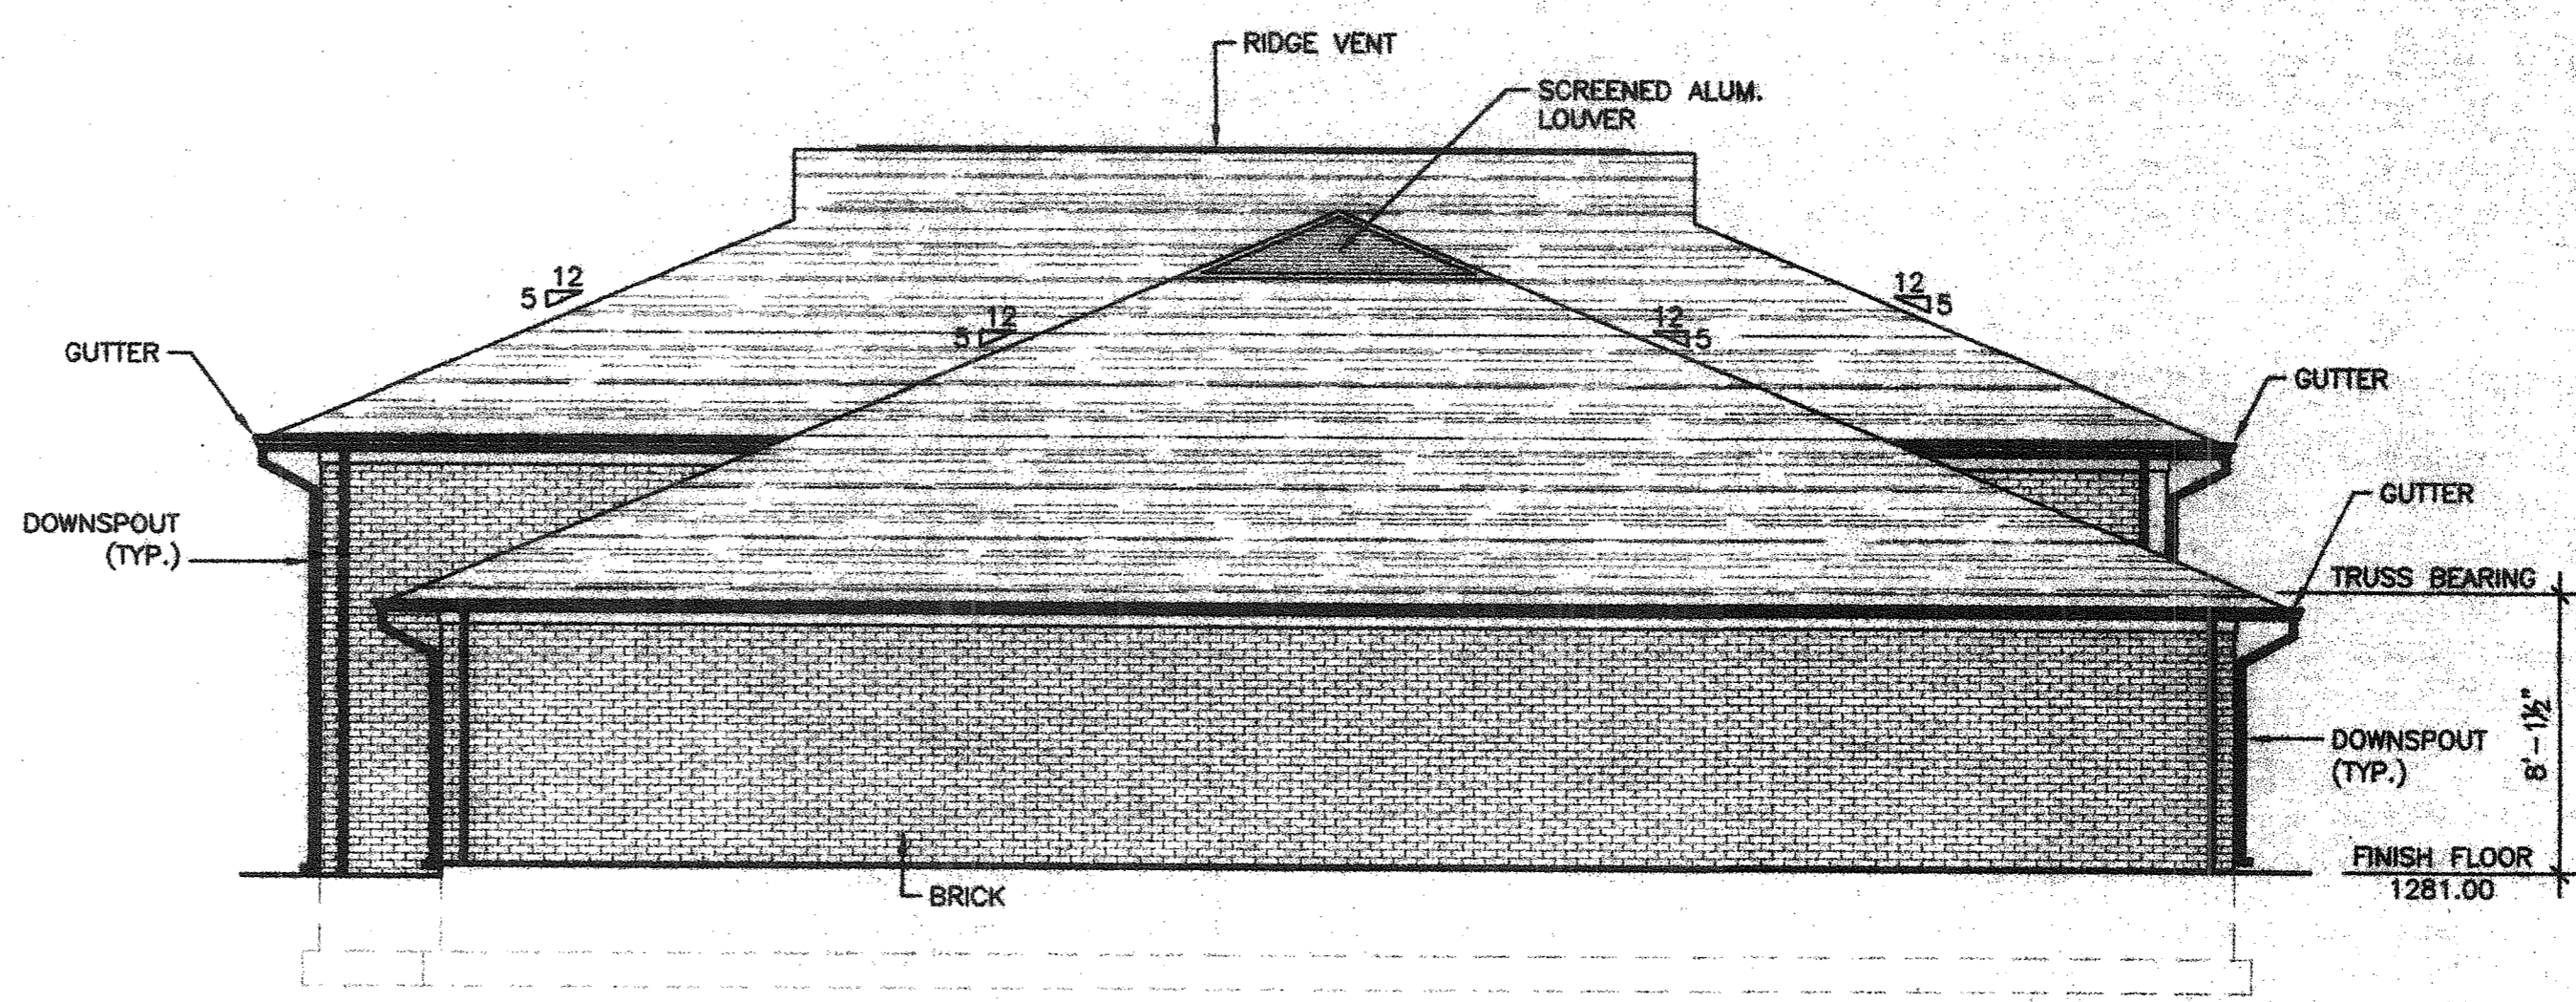 RIDGE VENT
SCREENED ALUM.
LOUVER
12
5
12
5
12
5
12
5
GUTTER
GUTTER
GUTTER
DOWNSPOUT
(TYP.)
TRUSS BEARING
8'-1½"
DOWNSPOUT
(TYP.)
FINISH FLOOR
1281.00
BRICK